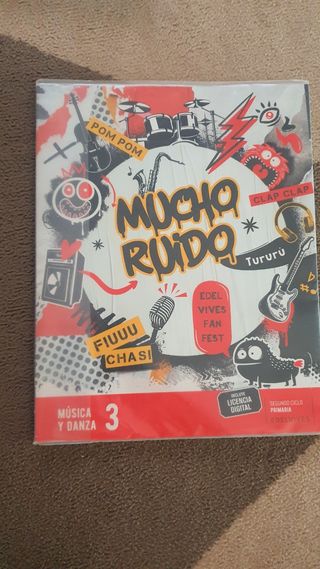 POM POM
CLAP CLAP
MUCHO
RUIDO
Tururú
EDEL
VIVES
FAN
FEST
FIUUU
CHAS!
MÚSICA
Y DANZA 3
INCLUYE
LICENCIA
DIGITAL
SEGUNDO CICLO
PRIMARIA
EDELVIVES